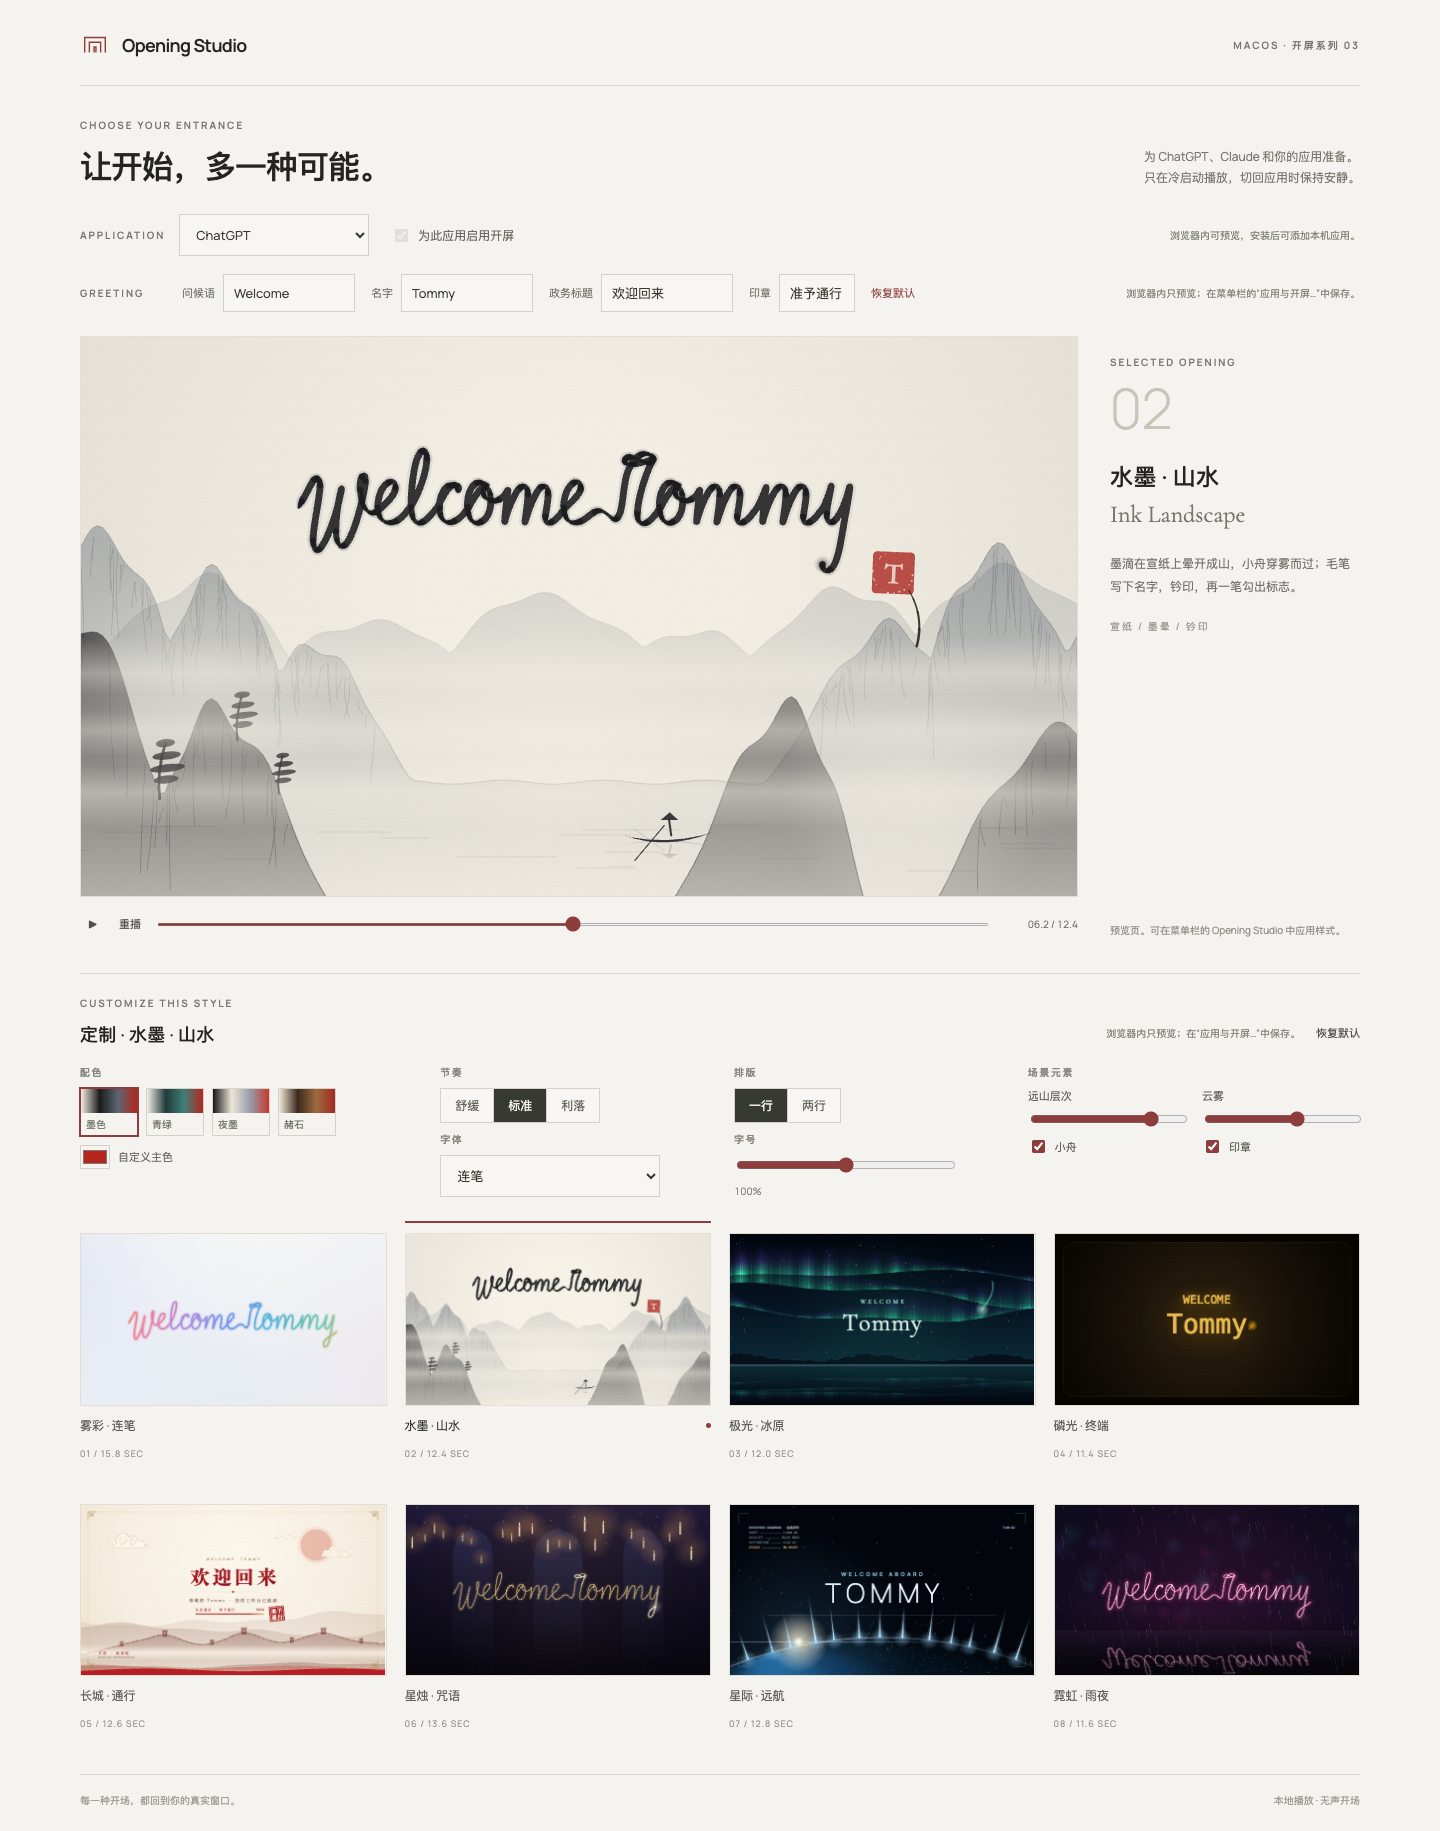 Opening Studio
MACOS · 开屏系列 03
CHOOSE YOUR ENTRANCE
让开始，多一种可能。
为 ChatGPT、Claude 和你的应用准备。
只在冷启动播放，切回应用时保持安静。
APPLICATION
ChatGPT
为此应用启用开屏
浏览器内可预览，安装后可添加本机应用。
GREETING
问候语
Welcome
名字
Tommy
政务标题
欢迎回来
印章
准予通行
恢复默认
浏览器内只预览；在菜单栏的“应用与开屏…”中保存。
Welcome Tommy
T
SELECTED OPENING
02
水墨 · 山水
Ink Landscape
墨滴在宣纸上晕开成山，小舟穿雾而过；毛笔
写下名字，钤印，再一笔勾出标志。
宣纸 / 墨晕 / 钤印
重播
06.2 / 12.4
预览页。可在菜单栏的 Opening Studio 中应用样式。
CUSTOMIZE THIS STYLE
定制 · 水墨 · 山水
浏览器内只预览；在“应用与开屏…”中保存。
恢复默认
配色
墨色
青绿
夜墨
赭石
自定义主色
节奏
舒缓
标准
利落
字体
连笔
排版
一行
两行
字号
100%
场景元素
远山层次
云雾
小舟
印章
Welcome Tommy
Welcome Tommy
T
WELCOME
Tommy
WELCOME
Tommy
雾彩 · 连笔
01 / 15.8 SEC
水墨 · 山水
02 / 12.4 SEC
极光 · 冰原
03 / 12.0 SEC
磷光 · 终端
04 / 11.4 SEC
WELCOME TOMMY
欢迎回来
Welcome Tommy
WELCOME ABOARD
TOMMY
Welcome Tommy
长城 · 通行
05 / 12.6 SEC
星烛 · 咒语
06 / 13.6 SEC
星际 · 远航
07 / 12.8 SEC
霓虹 · 雨夜
08 / 11.6 SEC
每一种开场，都回到你的真实窗口。
本地播放 · 无声开场